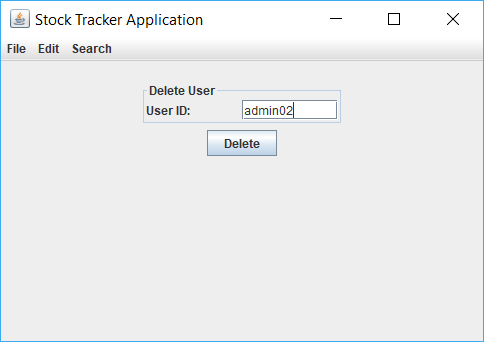 Stock Tracker Application
File Edit Search
Delete User
User ID: admin02
Delete